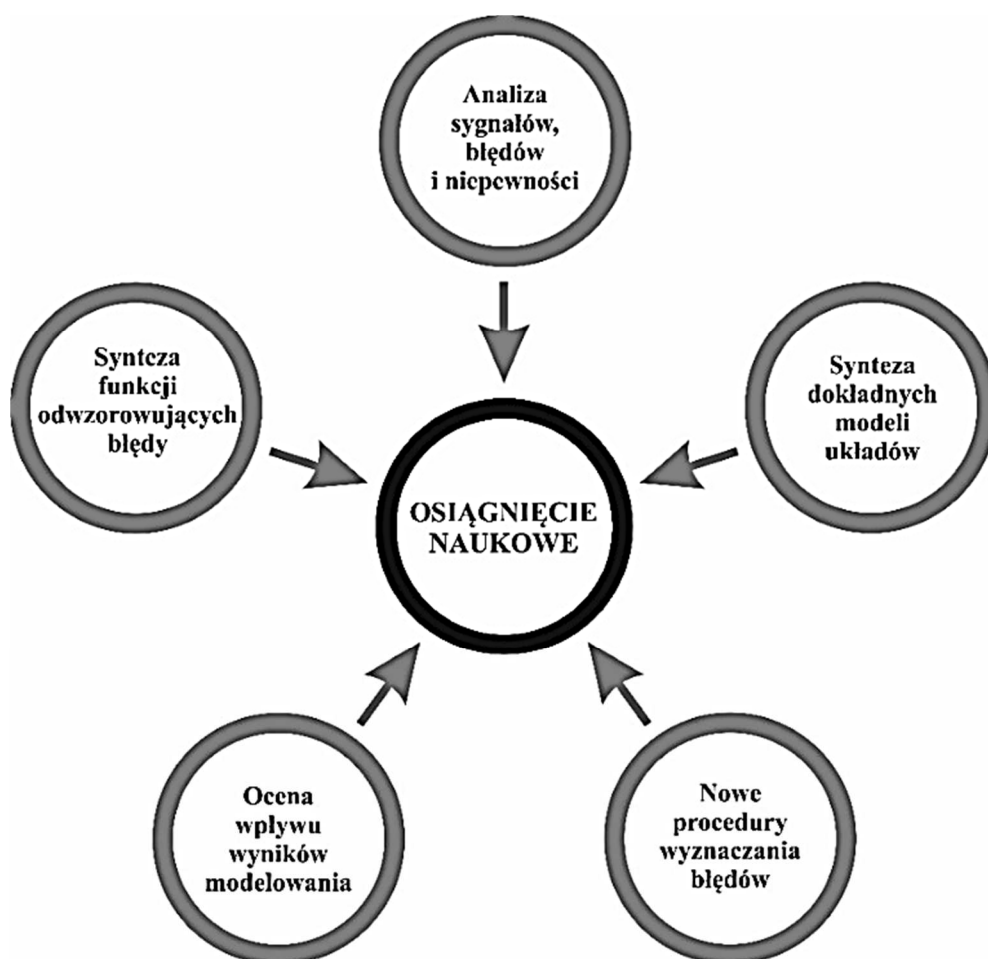 Analiza
sygnałów,
błędów
i niepewności
Synteza
funkcji
odwzorowujących
błędy
Synteza
dokładnych
modeli
układów
OSIĄGNIĘCIE
NAUKOWE
Ocena
wpływu
wyników
modelowania
Nowe
procedury
wyznaczania
błędów